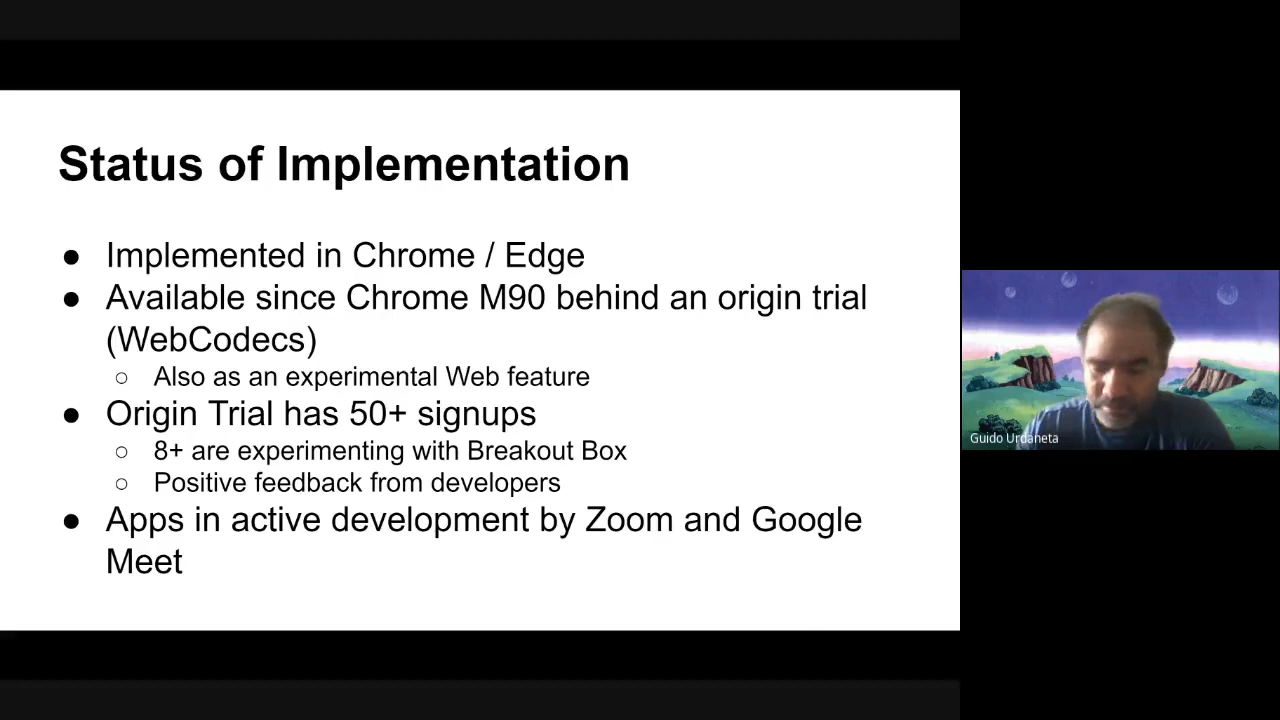 Status of Implementation
● Implemented in Chrome / Edge
● Available since Chrome M90 behind an origin trial
(WebCodecs)
○ Also as an experimental Web feature
● Origin Trial has 50+ signups
○ 8+ are experimenting with Breakout Box
○ Positive feedback from developers
● Apps in active development by Zoom and Google
Meet
Guido Urdaneta